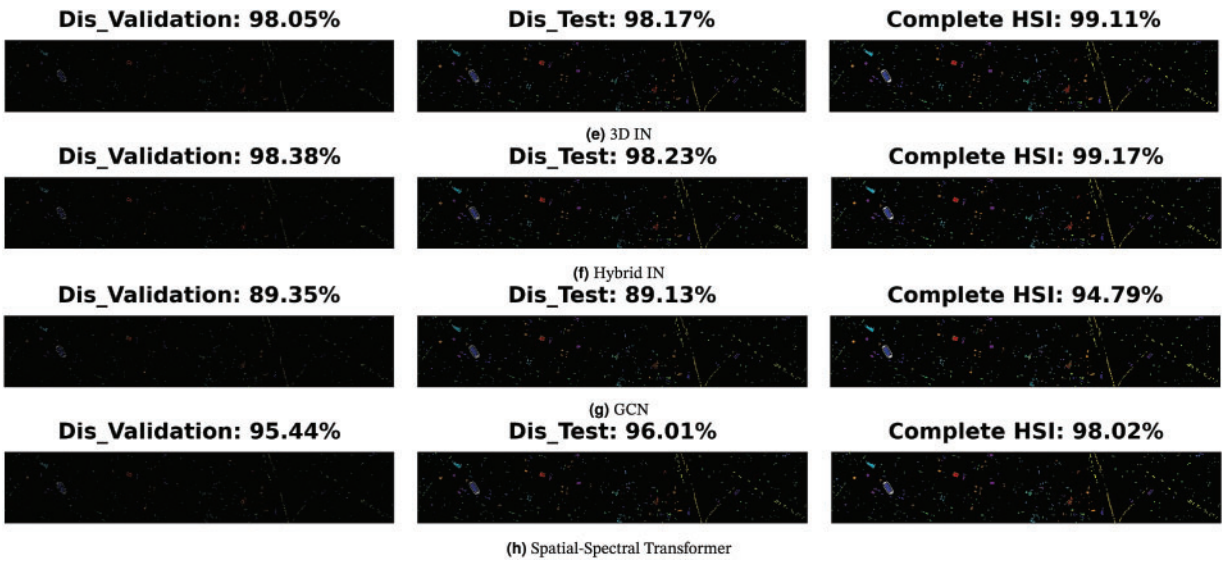 Dis_Validation: 98.05% Dis_Test: 98.17% Complete HSI: 99.11%
(e) 3D IN
Dis_Validation: 98.38% Dis_Test: 98.23% Complete HSI: 99.17%
(f) Hybrid IN
Dis_Validation: 89.35% Dis_Test: 89.13% Complete HSI: 94.79%
(g) GCN
Dis_Validation: 95.44% Dis_Test: 96.01% Complete HSI: 98.02%
(h) Spatial-Spectral Transformer